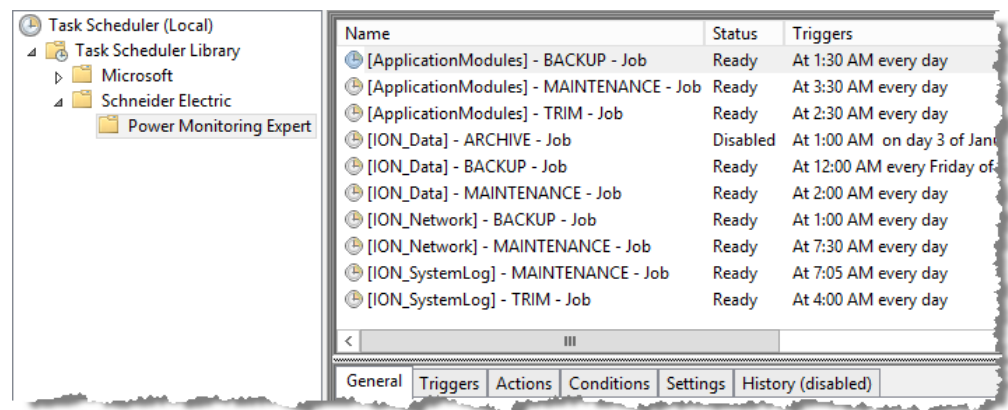 Task Scheduler (Local)
Task Scheduler Library
Microsoft
Schneider Electric
Power Monitoring Expert
Name Status Triggers
[ApplicationModules] - BACKUP - Job Ready At 1:30 AM every day
[ApplicationModules] - MAINTENANCE - Job Ready At 3:30 AM every day
[ApplicationModules] - TRIM - Job Ready At 2:30 AM every day
[ION_Data] - ARCHIVE - Job Disabled At 1:00 AM on day 3 of
[ION_Data] - BACKUP - Job Ready At 12:00 AM every Friday of
[ION_Data] - MAINTENANCE - Job Ready At 2:00 AM every day
[ION_Network] - BACKUP - Job Ready At 1:00 AM every day
[ION_Network] - MAINTENANCE - Job Ready At 7:30 AM every day
[ION_SystemLog] - MAINTENANCE - Job Ready At 7:05 AM every day
[ION_SystemLog] - TRIM - Job Ready At 4:00 AM every day
General Triggers Actions Conditions Settings History (disabled)